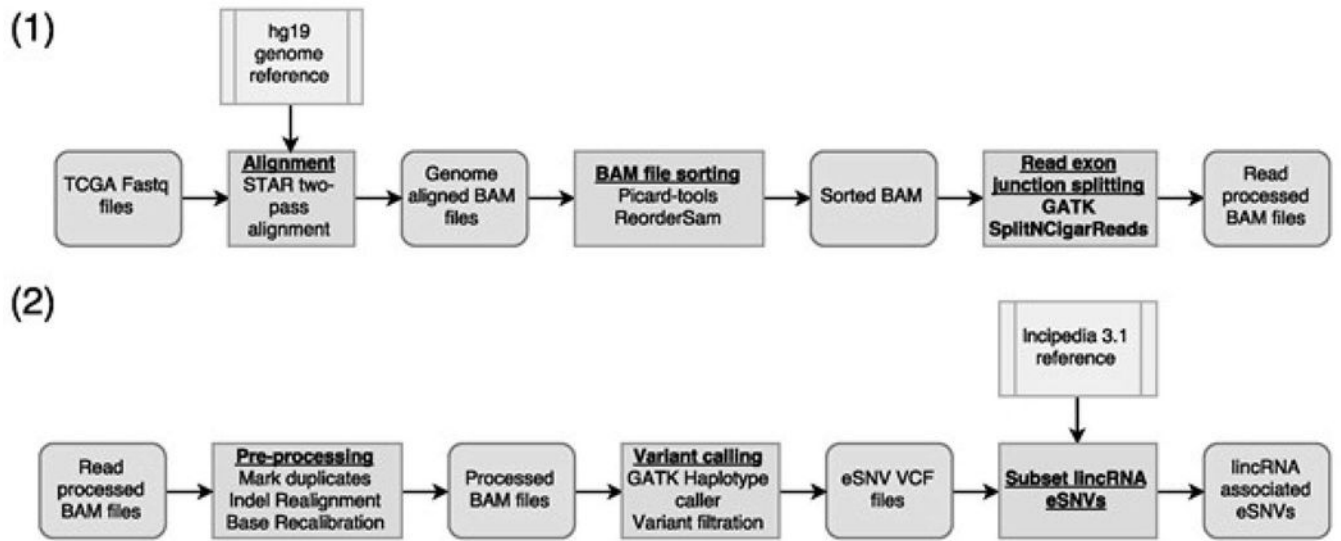 (1)
hg19
genome
reference
TCGA Fastq
files
Alignment
STAR two-
pass
alignment
Genome
aligned BAM
files
BAM file sorting
Picard-tools
ReorderSam
Sorted BAM
Read exon
junction splitting
GATK
SplitNCigarReads
Read
processed
BAM files
(2)
lncipedia 3.1
reference
Read
processed
BAM files
Pre-processing
Mark duplicates
Indel Realignment
Base Recalibration
Processed
BAM files
Variant calling
GATK Haplotype
caller
Variant filtration
eSNV VCF
files
Subset lincRNA
eSNVs
lincRNA
associated
eSNVs